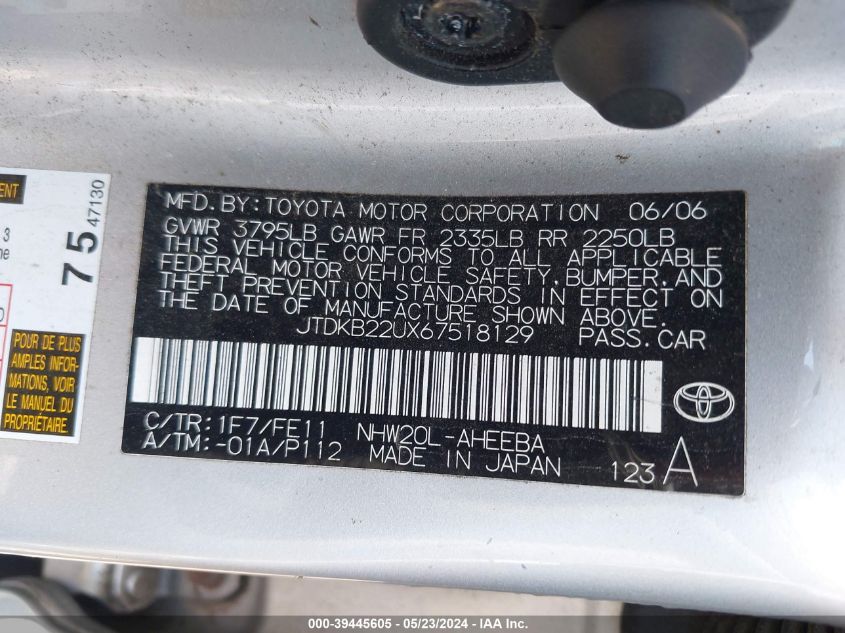 ENT
75 47130
3
ne
POUR DE PLUS
AMPLES INFOR-
MATIONS, VOIR
LE MANUEL DU
PROPRIÉTAIRE.
MFD. BY: TOYOTA MOTOR CORPORATION 06/06
GVWR 3795LB GAWR FR 2335LB RR 2250LB
THIS VEHICLE CONFORMS TO ALL APPLICABLE
FEDERAL MOTOR VEHICLE SAFETY, BUMPER, AND
THEFT PREVENTION STANDARDS IN EFFECT ON
THE DATE OF MANUFACTURE SHOWN ABOVE.
JTDKB22UX67518129 PASS. CAR
C/TR: 1F7/FE11 NHW20L-AHEEBA
A/TM: -01A/P112 MADE IN JAPAN 123 A
000-39445605 / 05/23/2024 - IAA Inc.